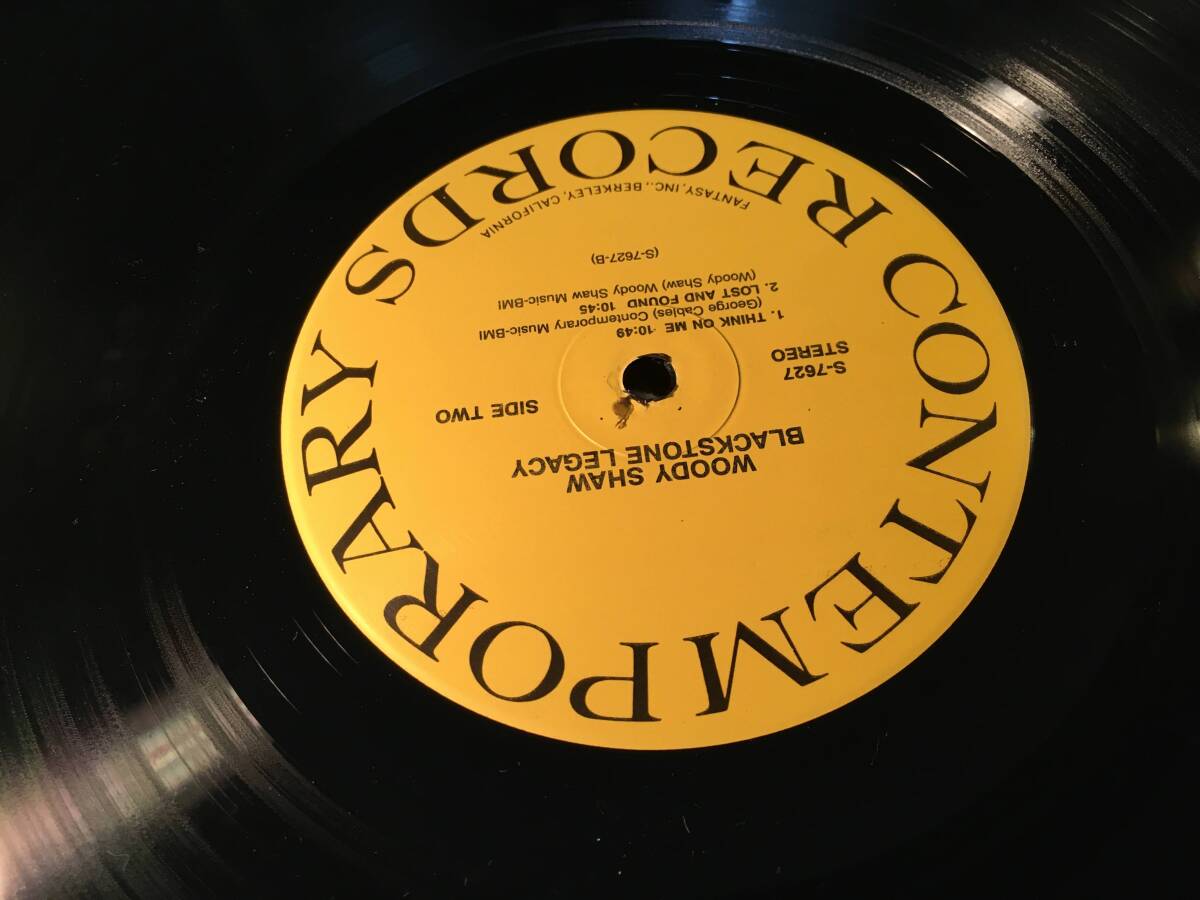 CONTEMPORARY RECORDS
WOODY SHAW
BLACKSTONE LEGACY
S-7627
STEREO
SIDE TWO
1. THINK ON ME 10:49
(George Cables) Contemporary Music-BMI
2. LOST AND FOUND 10:45
(Woody Shaw) Woody Shaw Music-BMI
(S-7627-B)
FANTASY, INC., BERKELEY, CALIFORNIA